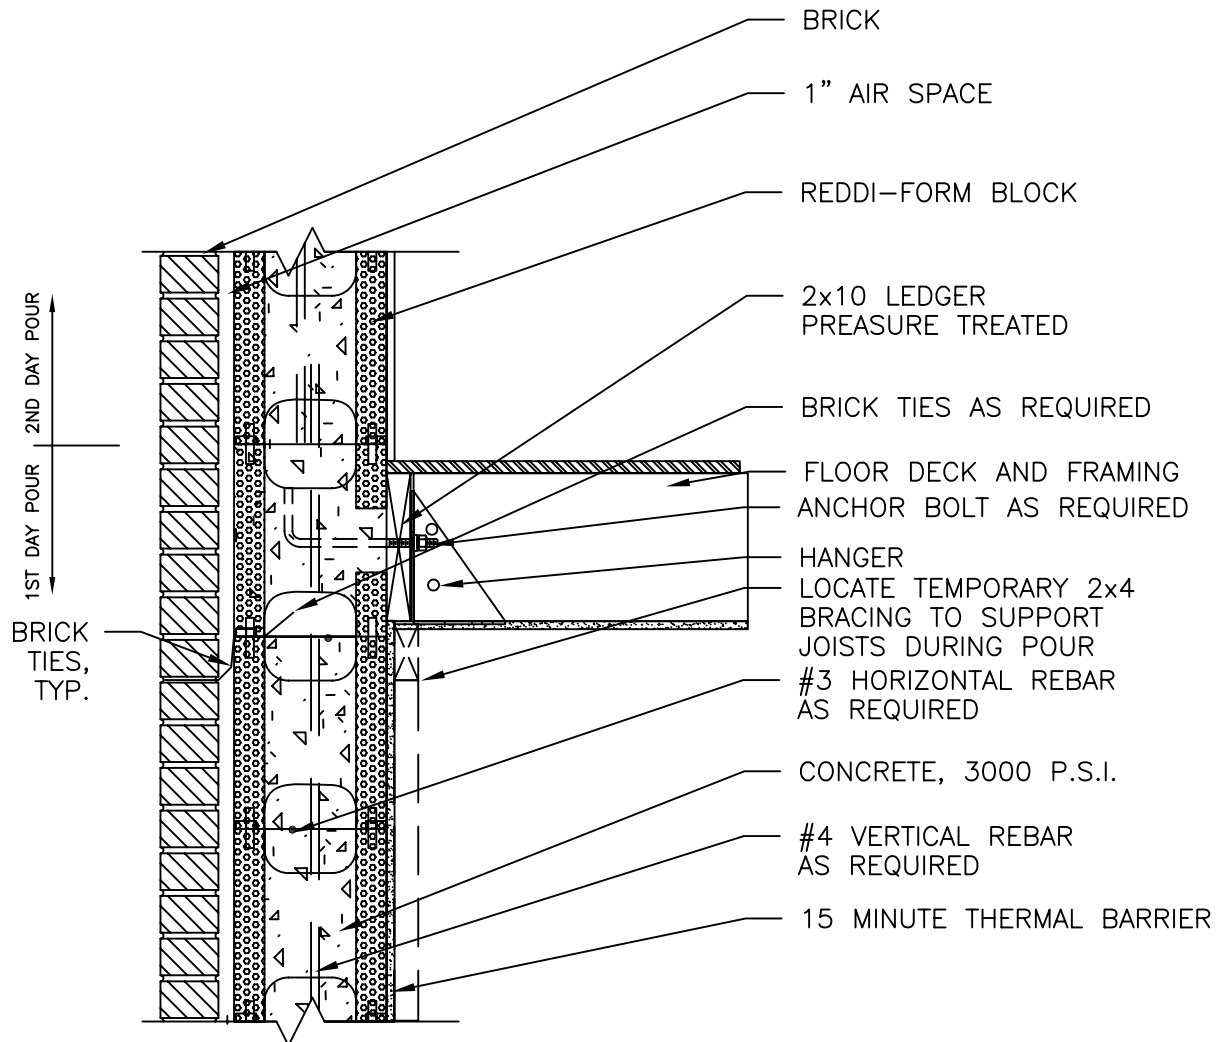 BRICK
1” AIR SPACE
REDDI-FORM BLOCK
2x10 LEDGER
PREASURE TREATED
BRICK TIES AS REQUIRED
FLOOR DECK AND FRAMING
ANCHOR BOLT AS REQUIRED
HANGER
LOCATE TEMPORARY 2x4
BRACING TO SUPPORT
JOISTS DURING POUR
#3 HORIZONTAL REBAR
AS REQUIRED
CONCRETE, 3000 P.S.I.
#4 VERTICAL REBAR
AS REQUIRED
15 MINUTE THERMAL BARRIER
2ND DAY POUR
1ST DAY POUR
BRICK
TIES,
TYP.